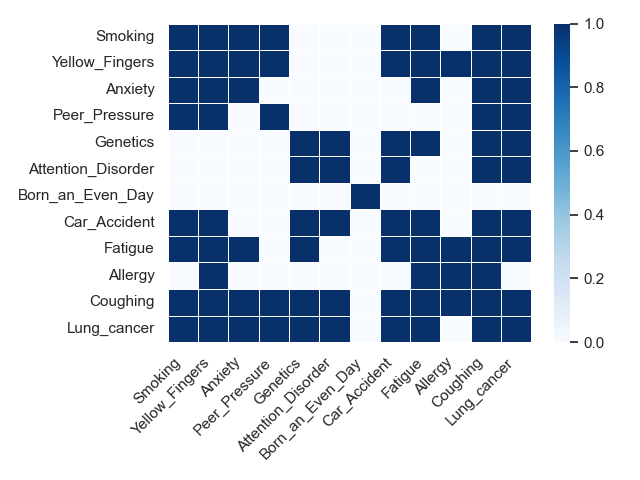 Smoking
Yellow_Fingers
Anxiety
Peer_Pressure
Genetics
Attention_Disorder
Born_an_Even_Day
Car_Accident
Fatigue
Allergy
Coughing
Lung_cancer
Smoking
Yellow_Fingers
Anxiety
Peer_Pressure
Genetics
Attention_Disorder
Born_an_Even_Day
Car_Accident
Fatigue
Allergy
Coughing
Lung_cancer
1.0
0.8
0.6
0.4
0.2
0.0